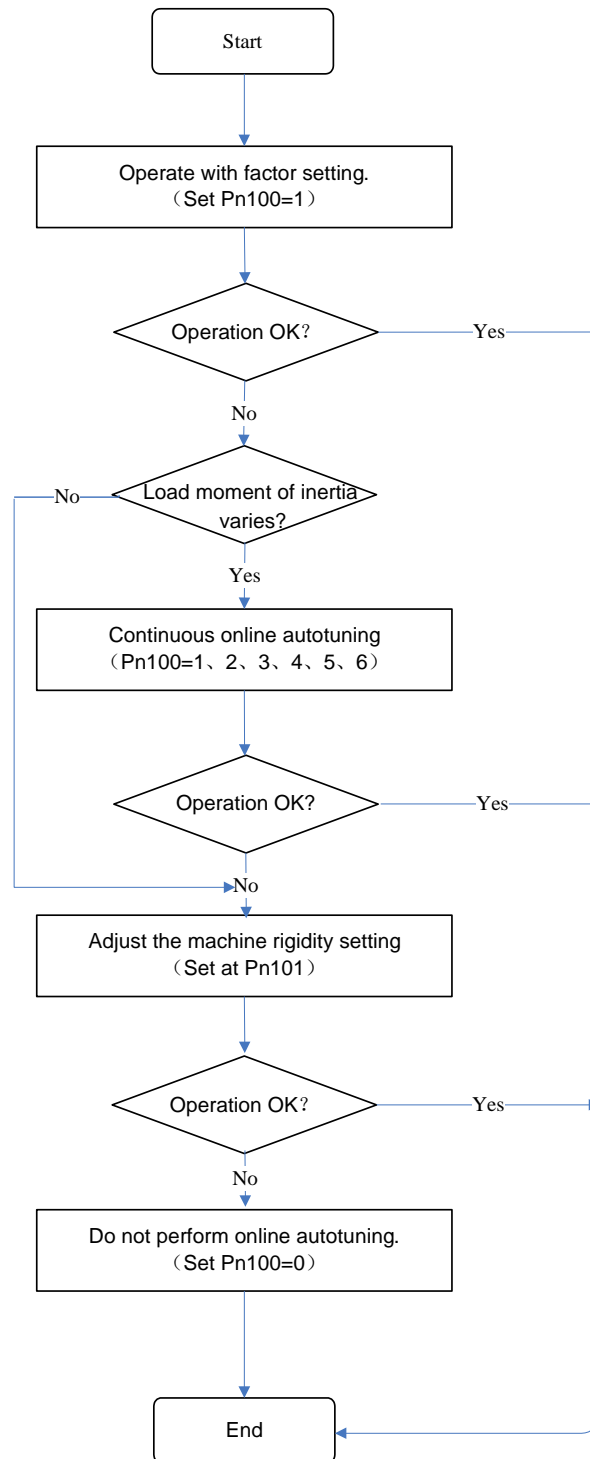 Start
Operate with factor setting.
（Set Pn100=1）
Operation OK？
Yes
No
Load moment of inertia
varies?
No
Yes
Continuous online autotuning
（Pn100=1、2、3、4、5、6）
Operation OK?
Yes
No
Adjust the machine rigidity setting
（Set at Pn101）
Operation OK？
Yes
No
Do not perform online autotuning.
（Set Pn100=0）
End